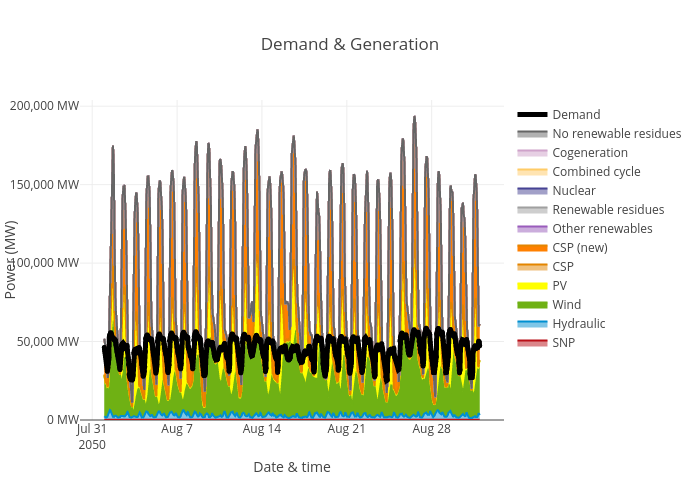 Demand & Generation
200,000 MW
150,000 MW
100,000 MW
50,000 MW
0 MW
Power (MW)
Jul 31
2050
Aug 7
Aug 14
Aug 21
Aug 28
Date & time
Demand
No renewable residues
Cogeneration
Combined cycle
Nuclear
Renewable residues
Other renewables
CSP (new)
CSP
PV
Wind
Hydraulic
SNP